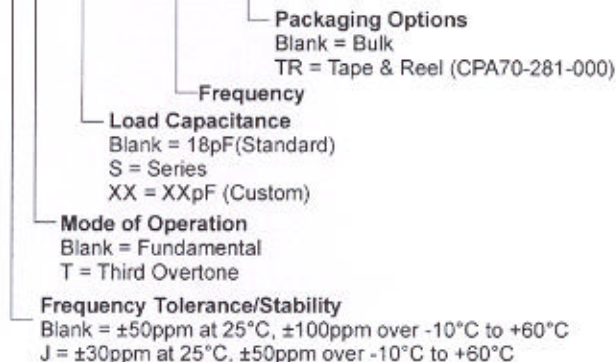 Packaging Options
Blank = Bulk
TR = Tape & Reel (CPA70-281-000)
Frequency
Load Capacitance
Blank = 18pF(Standard)
S = Series
XX = XXpF (Custom)
Mode of Operation
Blank = Fundamental
T = Third Overtone
Frequency Tolerance/Stability
Blank = ±50ppm at 25°C, ±100ppm over -10°C to +60°C
J = ±30ppm at 25°C, ±50ppm over -10°C to +60°C